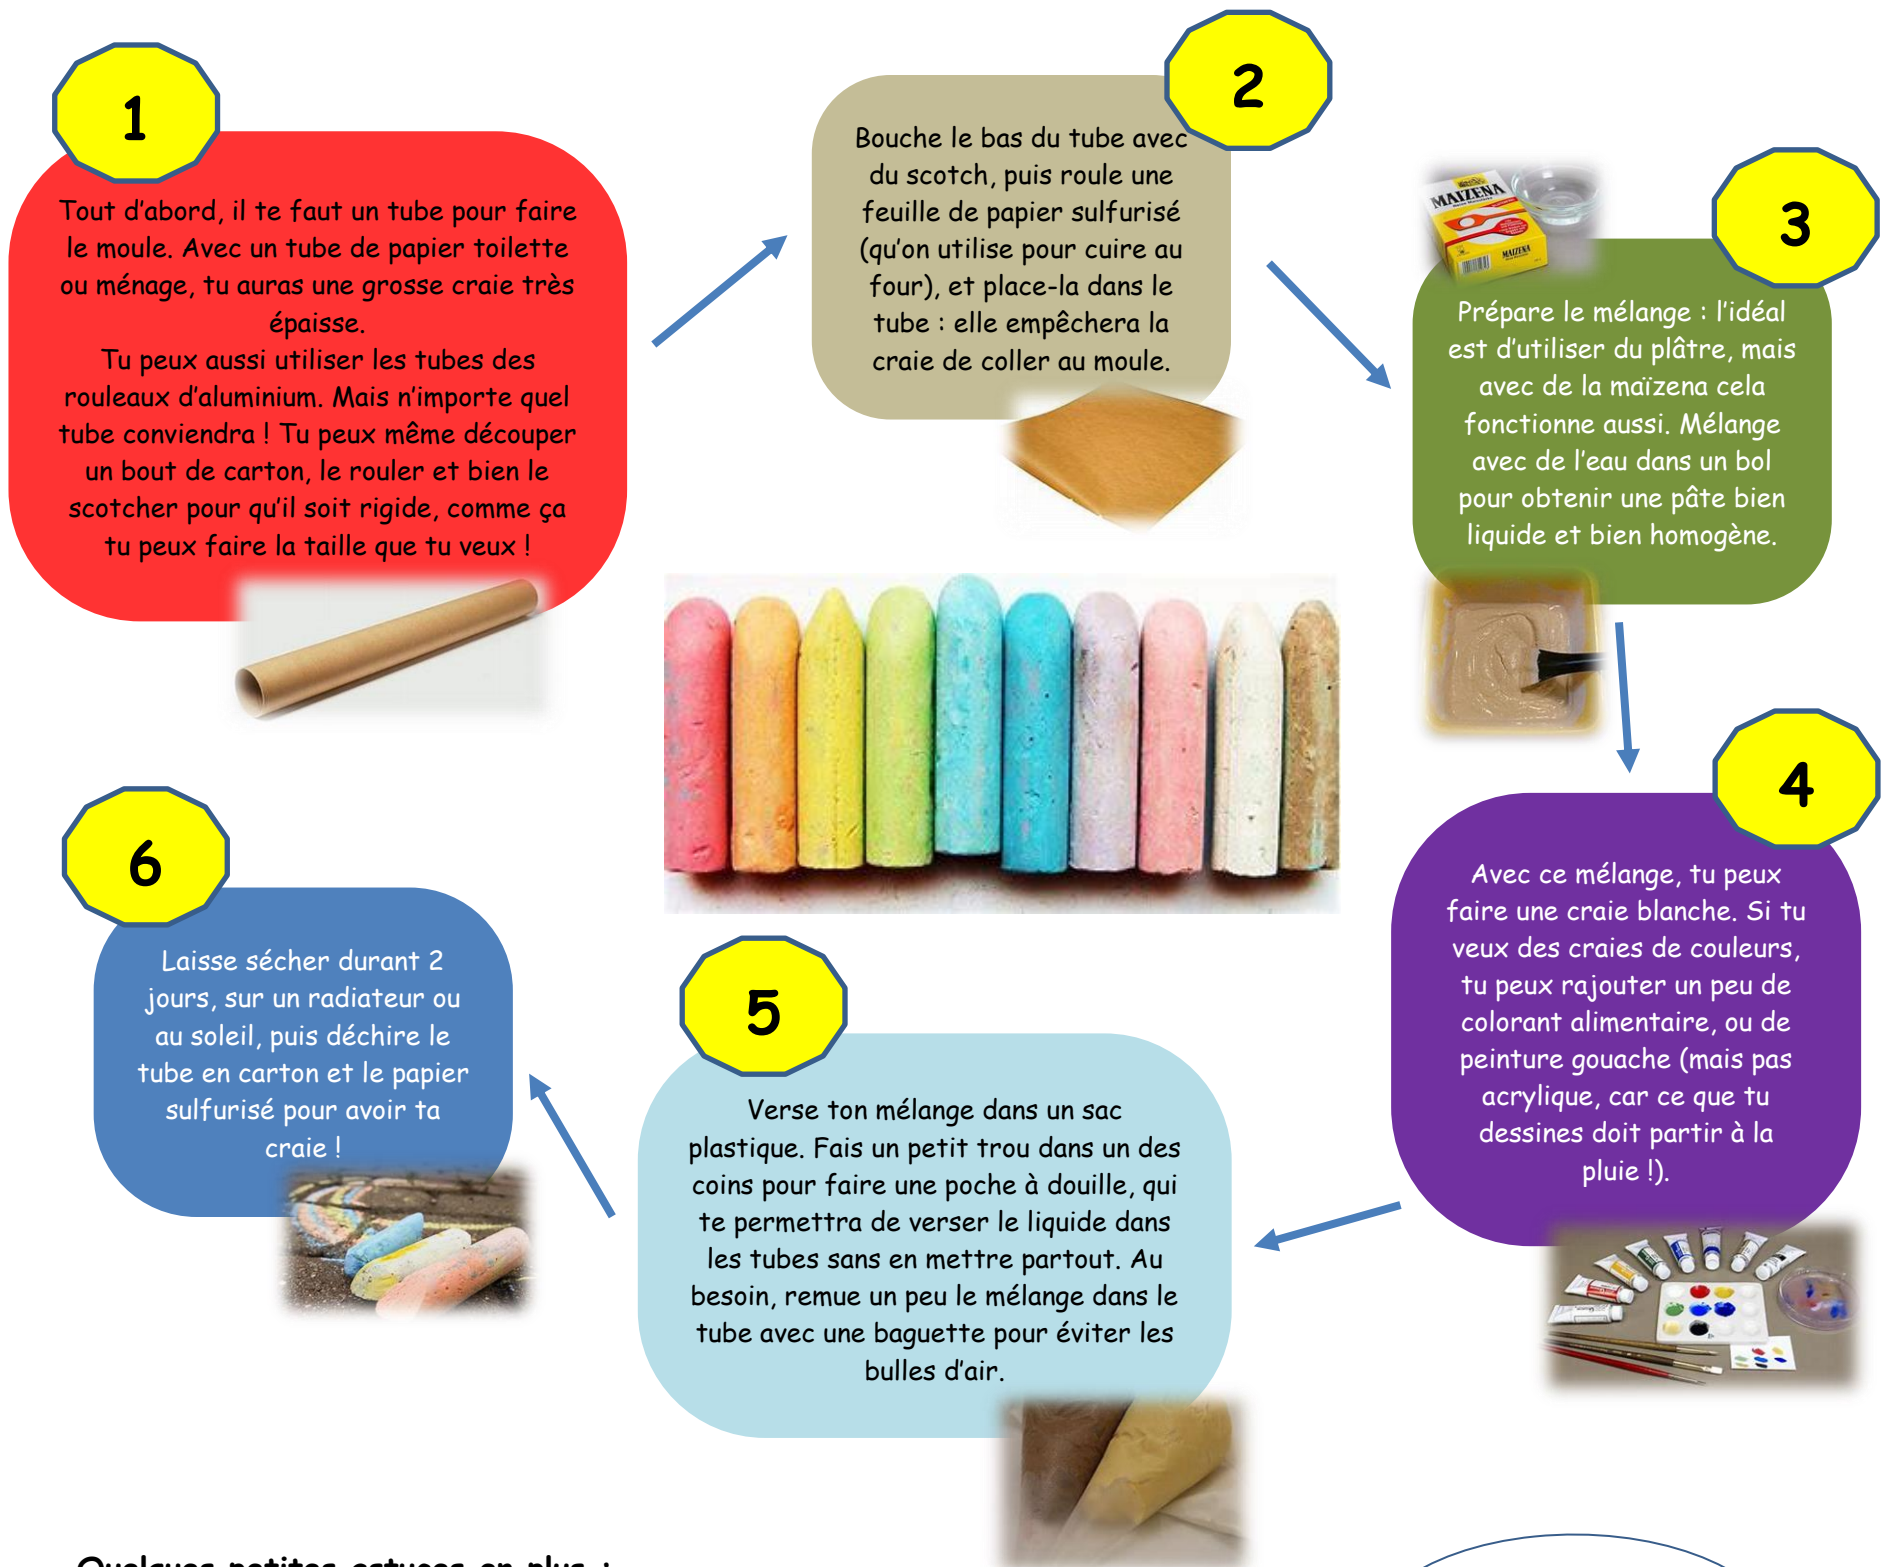 1
Tout d’abord, il te faut un tube pour faire
le moule. Avec un tube de papier toilette
ou ménage, tu auras une grosse craie très
épaisse.
Tu peux aussi utiliser les tubes des
rouleaux d’aluminium. Mais n’importe quel
tube conviendra ! Tu peux même découper
un bout de carton, le rouler et bien le
scotcher pour qu’il soit rigide, comme ça
tu peux faire la taille que tu veux !
2
Bouche le bas du tube avec
du scotch, puis roule une
feuille de papier sulfurisé
(qu’on utilise pour cuire au
four), et place-la dans le
tube : elle empêchera la
craie de coller au moule.
3
MAIZENA
MAIZENA
Prépare le mélange : l’idéal
est d’utiliser du plâtre, mais
avec de la maïzena cela
fonctionne aussi. Mélange
avec de l’eau dans un bol
pour obtenir une pâte bien
liquide et bien homogène.
4
Avec ce mélange, tu peux
faire une craie blanche. Si tu
veux des craies de couleurs,
tu peux rajouter un peu de
colorant alimentaire, ou de
peinture gouache (mais pas
acrylique, car ce que tu
dessines doit partir à la
pluie !).
5
Verse ton mélange dans un sac
plastique. Fais un petit trou dans un des
coins pour faire une poche à douille, qui
te permettra de verser le liquide dans
les tubes sans en mettre partout. Au
besoin, remue un peu le mélange dans le
tube avec une baguette pour éviter les
bulles d’air.
6
Laisse sécher durant 2
jours, sur un radiateur ou
au soleil, puis déchire le
tube en carton et le papier
sulfurisé pour avoir ta
craie !
Quelques petites astuces en plus :